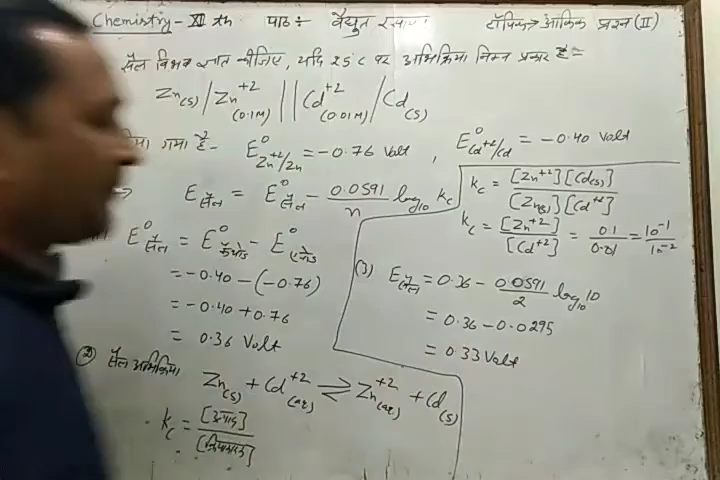 Chemistry - XI th पाठ ÷ वैद्युत रसायन टॉपिक → आंकिक प्रश्न (II)
सैल विभव ज्ञात कीजिए, यदि 25°C पर अभिक्रिया निम्न प्रकार है =
Zn(s) / Zn+2 (0.1M) || Cd+2 (0.01M) / Cd(s)
गया है - E° Zn+2/Zn = -0.76 Volt , E° Cd+2/Cd = -0.40 Volt
⇒ E सैल = E° सैल - 0.0591/n log10 Kc
E° सैल = E° कैथोड - E° एनोड
= -0.40 - (-0.76)
= -0.40 + 0.76
= 0.36 Volt
(2) सैल अभिक्रिया
Zn(s) + Cd+2(aq) ⇌ Zn+2(aq) + Cd(s)
Kc = [उत्पाद]/[क्रियाकारक]
Kc = [Zn+2][Cd(s)]/[Zn(s)][Cd+2]
Kc = [Zn+2]/[Cd+2] = 0.1/0.01 = 10-1/10-2
(3) E सैल = 0.36 - 0.0591/2 log10 10
= 0.36 - 0.0295
= 0.33 Volt